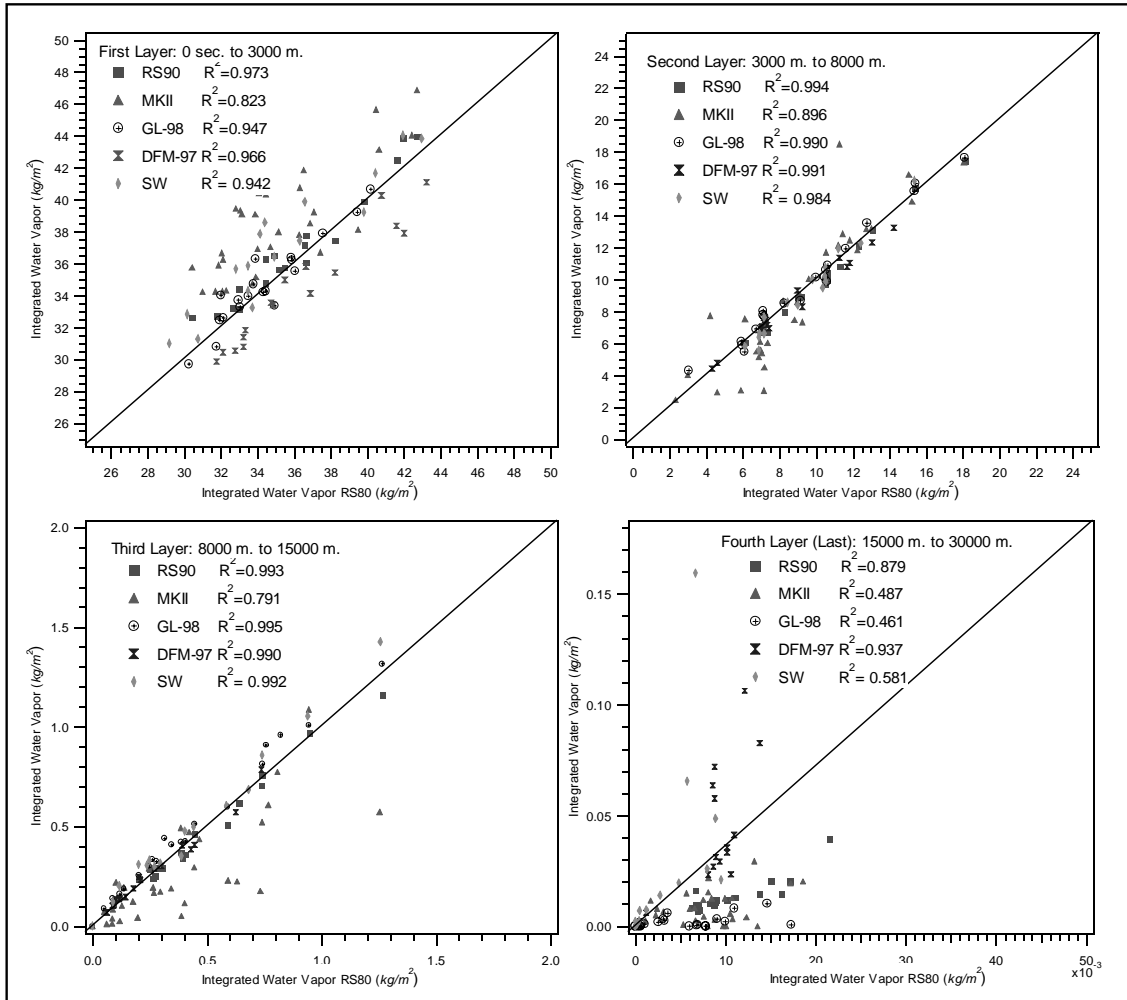 First Layer: 0 sec. to 3000 m.
RS90 R²=0.973
MKII R²=0.823
GL-98 R²=0.947
DFM-97 R²=0.966
SW R²= 0.942
Integrated Water Vapor (kg/m²)
50
48
46
44
42
40
38
36
34
32
30
28
26
26 28 30 32 34 36 38 40 42 44 46 48 50
Integrated Water Vapor RS80 (kg/m²)
Second Layer: 3000 m. to 8000 m.
RS90 R²=0.994
MKII R²=0.896
GL-98 R²=0.990
DFM-97 R²=0.991
SW R²= 0.984
Integrated Water Vapor (kg/m²)
24
22
20
18
16
14
12
10
8
6
4
2
0
0 2 4 6 8 10 12 14 16 18 20 22 24
Integrated Water Vapor RS80 (kg/m²)
Third Layer: 8000 m. to 15000 m.
RS90 R²=0.993
MKII R²=0.791
GL-98 R²=0.995
DFM-97 R²=0.990
SW R²= 0.992
Integrated Water Vapor (kg/m²)
2.0
1.5
1.0
0.5
0.0
0.0 0.5 1.0 1.5 2.0
Integrated Water Vapor RS80 (kg/m²)
Fourth Layer (Last): 15000 m. to 30000 m.
RS90 R²=0.879
MKII R²=0.487
GL-98 R²=0.461
DFM-97 R²=0.937
SW R²=0.581
Integrated Water Vapor (kg/m²)
0.15
0.10
0.05
0.00
0 10 20 30 40 50
x10⁻³
Integrated Water Vapor RS80 (kg/m²)